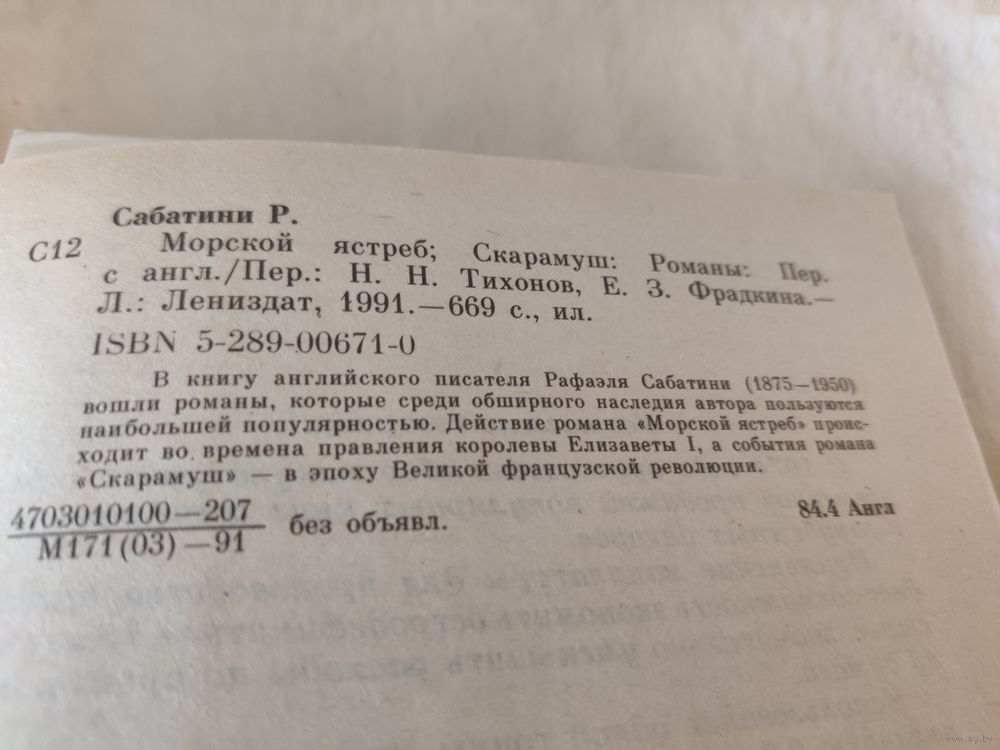 Сабатини Р.
С12 Морской ястреб; Скарамуш: Романы: Пер.
с англ./Пер.: Н. Н. Тихонов, Е. З. Фрадкина.—
Л.: Лениздат, 1991.—669 с., ил.
ISBN 5-289-00671-0
В книгу английского писателя Рафаэля Сабатини (1875—1950)
вошли романы, которые среди обширного наследия автора пользуются
наибольшей популярностью. Действие романа «Морской ястреб» проис-
ходит во времена правления королевы Елизаветы I, а события романа
«Скарамуш» — в эпоху Великой французской революции.
4703010100—207
М171(03)—91
без объявл.
84.4 Англ
www.ay.by